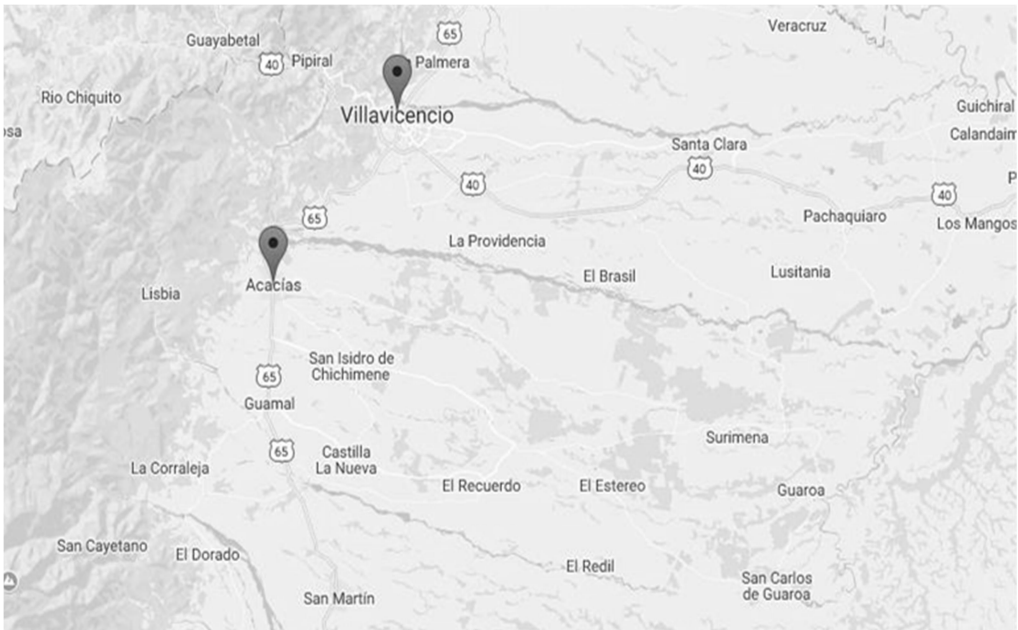 Veracruz
65
Guayabetal
40
Pipiral
Palmera
Rio Chiquito
Guichiral
Villavicencio
Calandaim
osa
Santa Clara
40
40
40
P
65
Pachaquiaro
Los Mangos
La Providencia
El Brasil
Lusitania
Acacías
Lisbia
San Isidro de
Chichimene
65
Guamal
Surimena
65
Castilla
La Nueva
La Corraleja
El Recuerdo
El Estereo
Guaroa
San Cayetano
El Dorado
El Redil
San Carlos
de Guaroa
San Martín